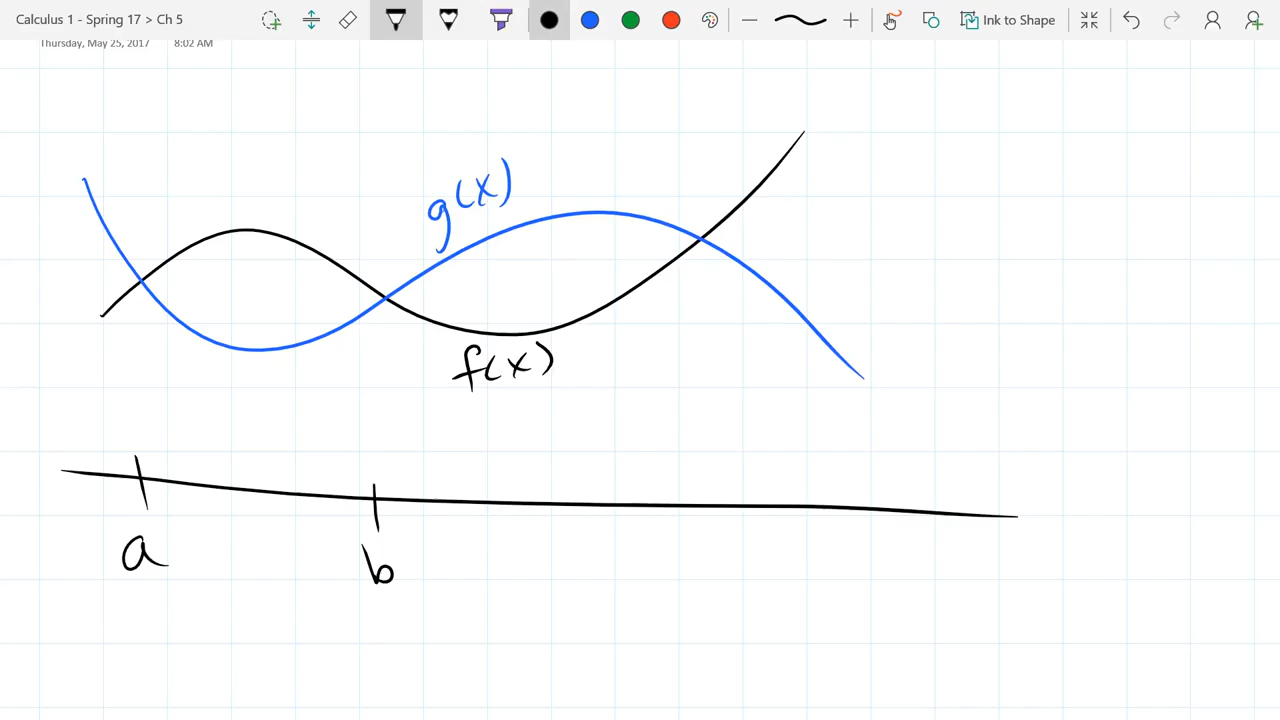 Calculus 1 - Spring 17 > Ch 5
Ink to Shape
Thursday, May 25, 2017 8:02 AM
g(x)
f(x)
a
b